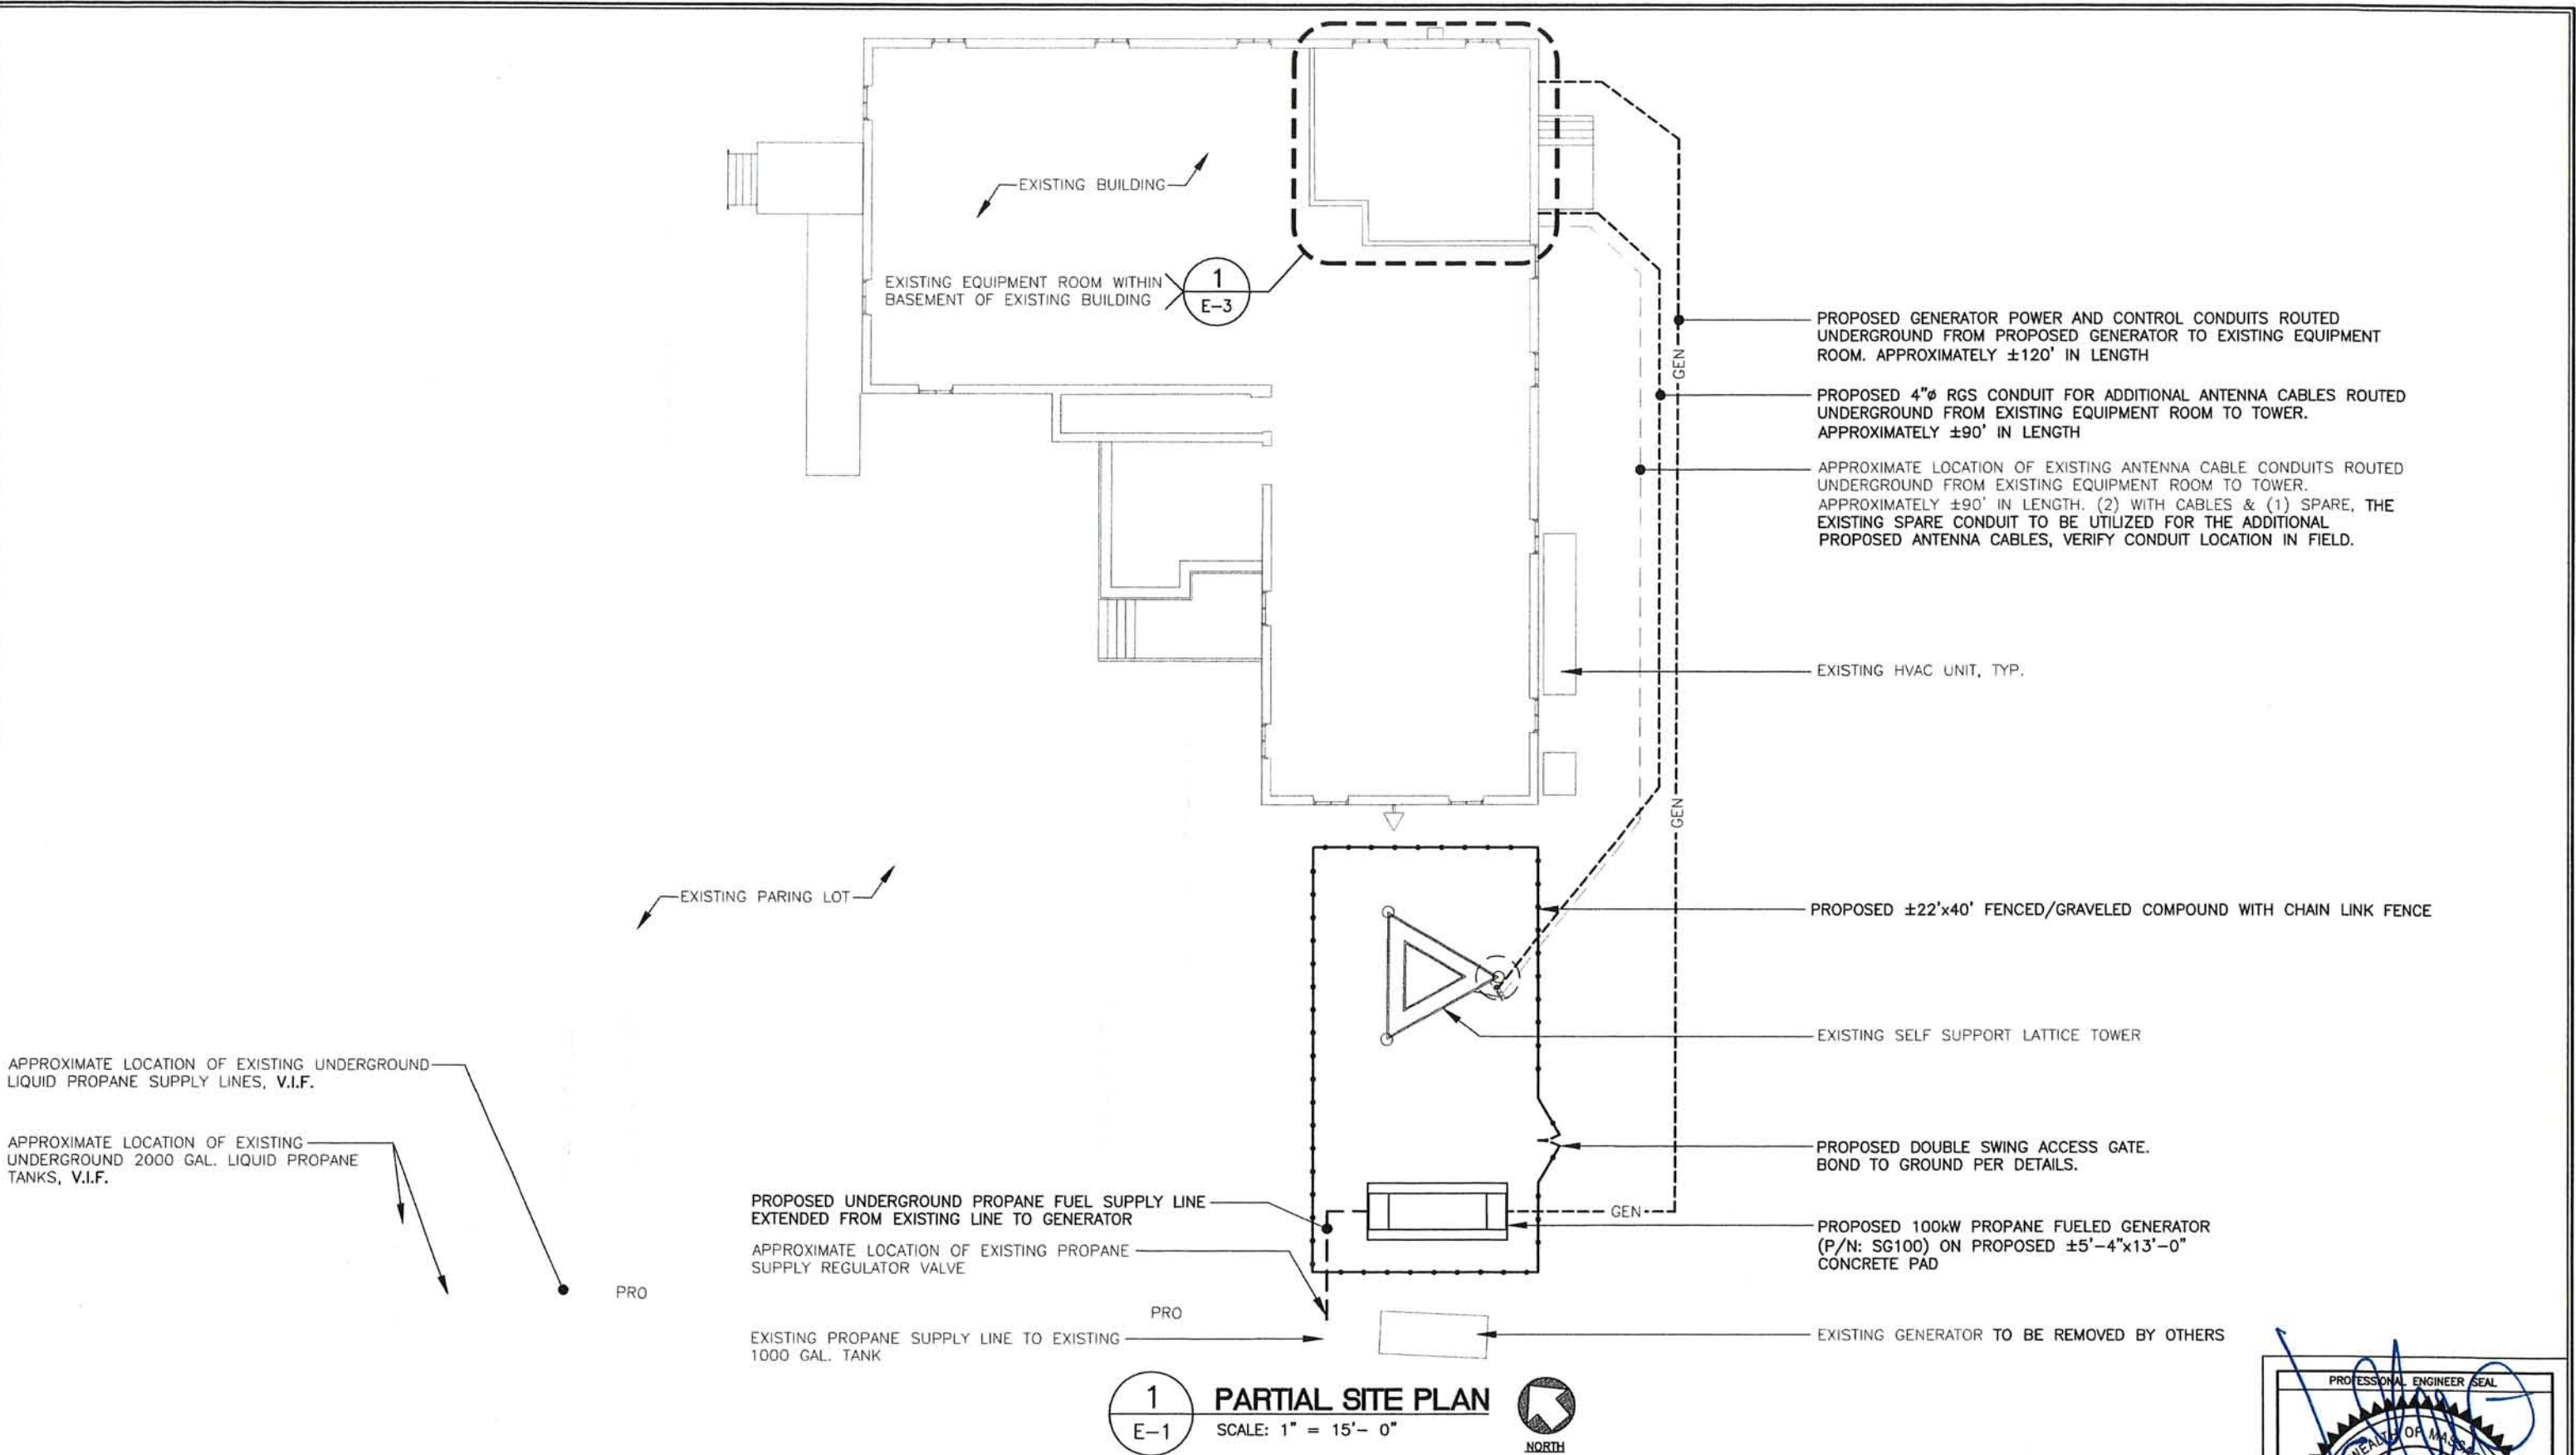 EXISTING BUILDING
EXISTING EQUIPMENT ROOM WITHIN
BASEMENT OF EXISTING BUILDING
1
E-3
GEN
GEN
PROPOSED GENERATOR POWER AND CONTROL CONDUITS ROUTED
UNDERGROUND FROM PROPOSED GENERATOR TO EXISTING EQUIPMENT
ROOM. APPROXIMATELY ±120' IN LENGTH
PROPOSED 4"ø RGS CONDUIT FOR ADDITIONAL ANTENNA CABLES ROUTED
UNDERGROUND FROM EXISTING EQUIPMENT ROOM TO TOWER.
APPROXIMATELY ±90' IN LENGTH
APPROXIMATE LOCATION OF EXISTING ANTENNA CABLE CONDUITS ROUTED
UNDERGROUND FROM EXISTING EQUIPMENT ROOM TO TOWER.
APPROXIMATELY ±90' IN LENGTH. (2) WITH CABLES & (1) SPARE, THE
EXISTING SPARE CONDUIT TO BE UTILIZED FOR THE ADDITIONAL
PROPOSED ANTENNA CABLES, VERIFY CONDUIT LOCATION IN FIELD.
EXISTING HVAC UNIT, TYP.
EXISTING PARING LOT
PROPOSED ±22'x40' FENCED/GRAVELED COMPOUND WITH CHAIN LINK FENCE
EXISTING SELF SUPPORT LATTICE TOWER
APPROXIMATE LOCATION OF EXISTING UNDERGROUND
LIQUID PROPANE SUPPLY LINES, V.I.F.
APPROXIMATE LOCATION OF EXISTING
UNDERGROUND 2000 GAL. LIQUID PROPANE
TANKS, V.I.F.
PROPOSED DOUBLE SWING ACCESS GATE.
BOND TO GROUND PER DETAILS.
PROPOSED UNDERGROUND PROPANE FUEL SUPPLY LINE
EXTENDED FROM EXISTING LINE TO GENERATOR
GEN
PROPOSED 100kW PROPANE FUELED GENERATOR
(P/N: SG100) ON PROPOSED ±5'-4"x13'-0"
CONCRETE PAD
APPROXIMATE LOCATION OF EXISTING PROPANE
SUPPLY REGULATOR VALVE
PRO
PRO
EXISTING PROPANE SUPPLY LINE TO EXISTING
1000 GAL. TANK
EXISTING GENERATOR TO BE REMOVED BY OTHERS
1
E-1
PARTIAL SITE PLAN
SCALE: 1" = 15'- 0"
NORTH
PROFESSIONAL ENGINEER SEAL
OF